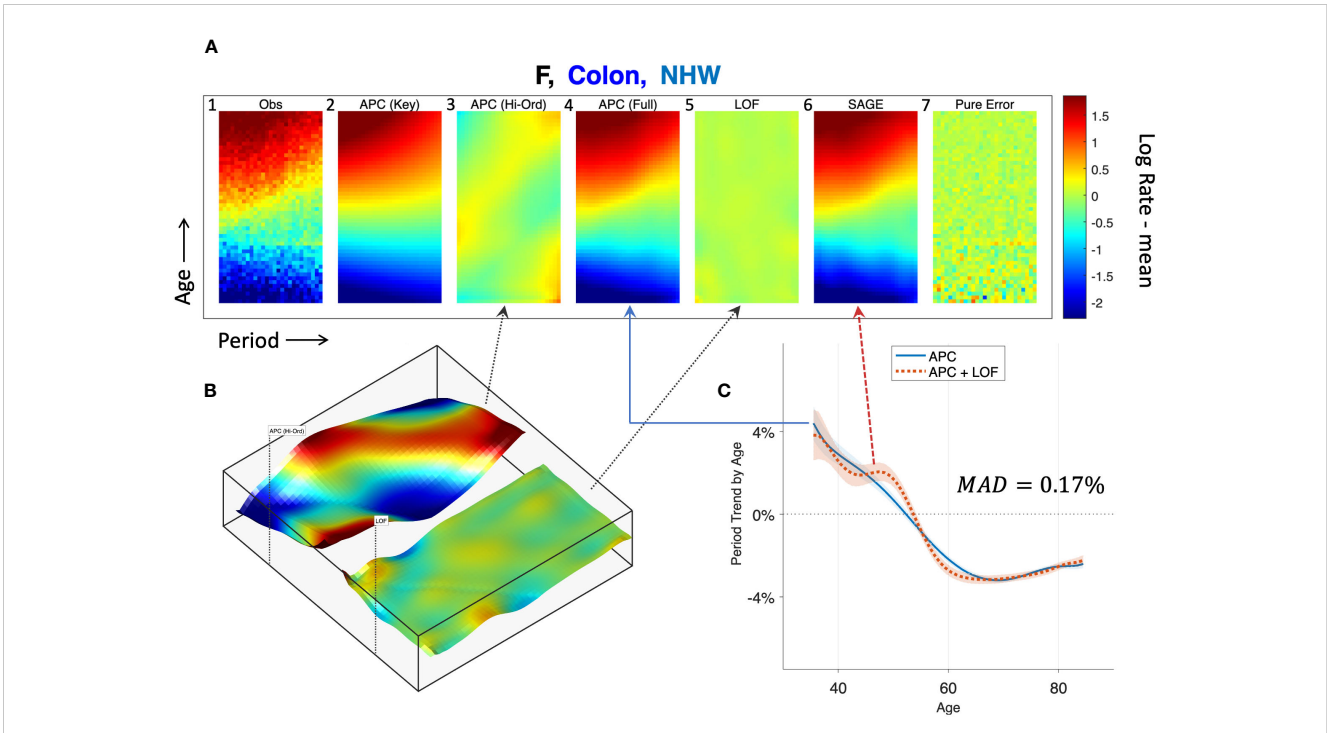 A
F, Colon, NHW
1 Obs 2 APC (Key) 3 APC (Hi-Ord) 4 APC (Full) 5 LOF 6 SAGE 7 Pure Error
Age
Period
1.5
1
0.5
0
-0.5
-1
-1.5
-2
Log Rate - mean
B
APC (Hi-Ord)
LOF
C
APC
APC + LOF
MAD = 0.17%
Period Trend by Age
4%
0%
-4%
40 60 80
Age